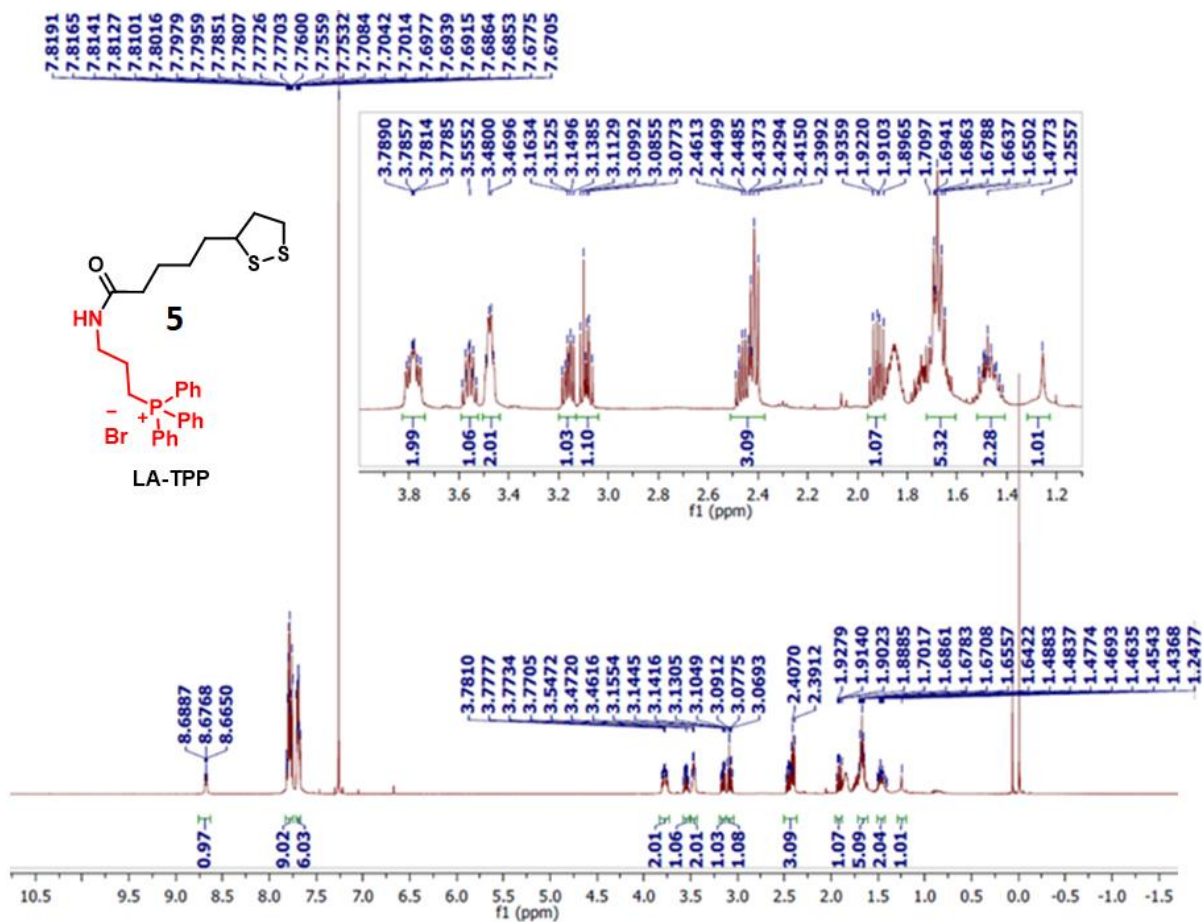 7.8191 7.8165 7.8141 7.8127 7.8101 7.8016 7.7979 7.7959 7.7851 7.7807 7.7726 7.7703 7.7600 7.7559 7.7532 7.7084 7.7042 7.7014 7.6977 7.6939 7.6915 7.6864 7.6853 7.6775 7.6705
3.7890 3.7857 3.7814 3.7785 3.5552 3.4800 3.4696 3.1634 3.1525 3.1496 3.1385 3.1129 3.0992 3.0855 3.0773 2.4613 2.4499 2.4485 2.4373 2.4294 2.4150 2.3992 1.9359 1.9220 1.9103 1.8965 1.7097 1.6941 1.6863 1.6788 1.6637 1.6502 1.4773 1.2557
1.99 1.06 2.01 1.03 1.10 3.09 1.07 5.32 2.28 1.01
3.8 3.6 3.4 3.2 3.0 2.8 2.6 2.4 2.2 2.0 1.8 1.6 1.4 1.2
f1 (ppm)
O
S S
HN
5
Ph
P
+
Ph
Ph
−
Br
LA-TPP
8.6887 8.6768 8.6650
3.7810 3.7777 3.7734 3.7705 3.5472 3.4720 3.4616 3.1554 3.1445 3.1416 3.1305 3.1049 3.0912 3.0775 3.0693
2.4070 2.3912
1.9279 1.9140 1.9023 1.8885 1.7017 1.6861 1.6783 1.6708 1.6557 1.6422 1.4883 1.4837 1.4774 1.4693 1.4635 1.4543 1.4368 1.2477
0.97 9.02 6.03 2.01 1.06 2.01 1.03 1.08 3.09 1.07 5.09 2.04 1.01
10.5 9.5 9.0 8.5 8.0 7.5 7.0 6.5 6.0 5.5 5.0 4.5 4.0 3.5 3.0 2.5 2.0 1.5 1.0 0.5 0.0 -0.5 -1.0 -1.5
f1 (ppm)